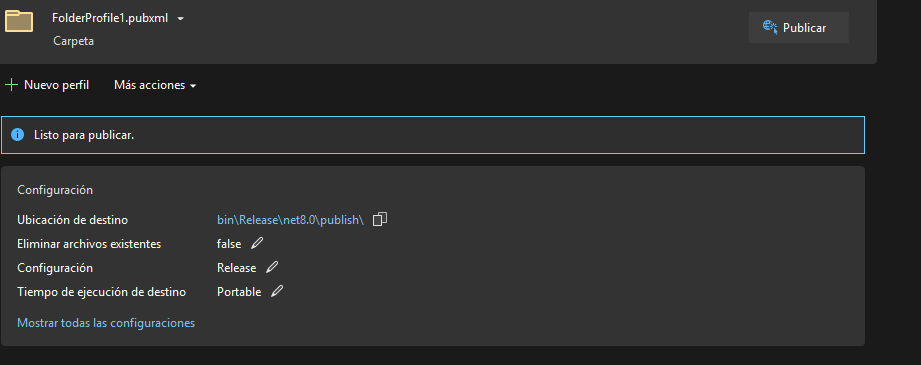 FolderProfile1.pubxml
Carpeta
Publicar
Nuevo perfil Más acciones
Listo para publicar.
Configuración
Ubicación de destino bin\Release\net8.0\publish\
Eliminar archivos existentes false
Configuración Release
Tiempo de ejecución de destino Portable
Mostrar todas las configuraciones